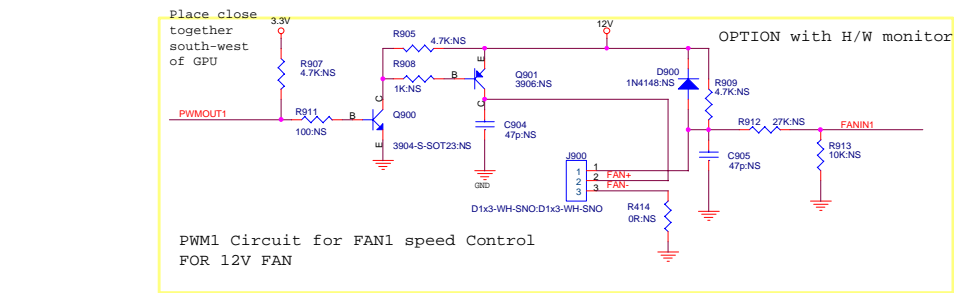 Place close
together
south-west
of GPU
3.3V
12V
OPTION with H/W monitor
R905
4.7K:NS
R907
4.7K:NS
R908
1K:NS
B
E
Q901
3906:NS
C
D900
1N4148:NS
R909
4.7K:NS
PWMOUT1
R911
100:NS
B
C
Q900
E
3904-S-SOT23:NS
C904
47p:NS
GND
R912
27K:NS
FANIN1
R913
10K:NS
C905
47p:NS
J900
1
2
3
1
2
3
FAN+
FAN-
D1x3-WH-SNO:D1x3-WH-SNO
R414
0R:NS
PWM1 Circuit for FAN1 speed Control
FOR 12V FAN